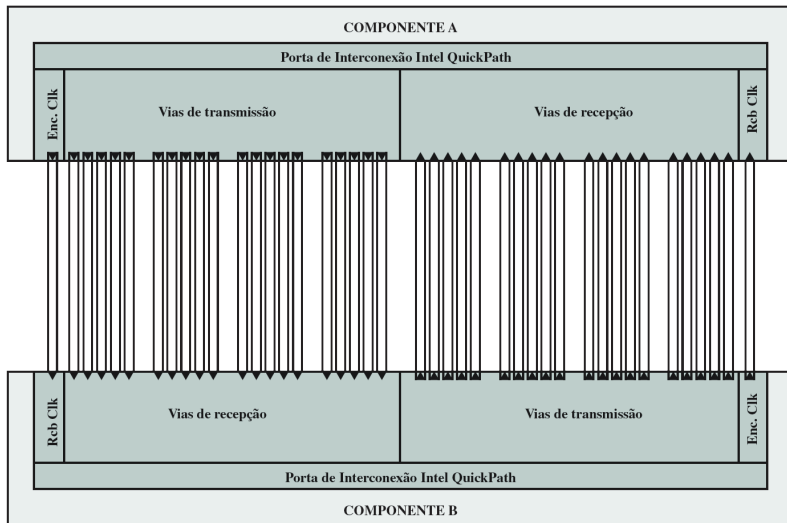 COMPONENTE A
Porta de Interconexão Intel QuickPath
Enc. Clk
Vias de transmissão
Vias de recepção
Rcb Clk
Rcb Clk
Vias de recepção
Vias de transmissão
Enc. Clk
Porta de Interconexão Intel QuickPath
COMPONENTE B